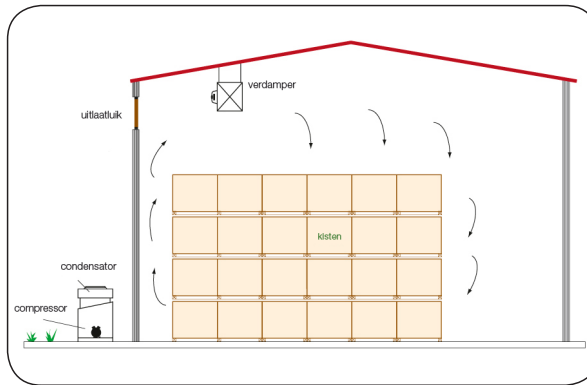 verdamper
uitlaatluik
kisten
condensator
compressor